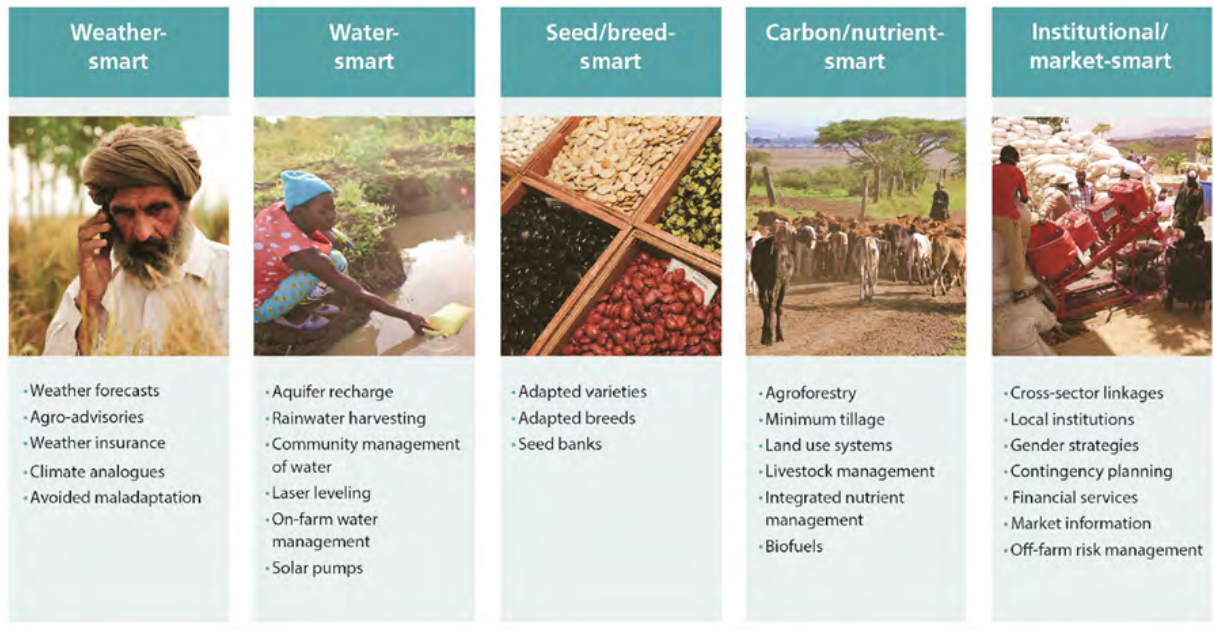 Weather-
smart
Water-
smart
Seed/breed-
smart
Carbon/nutrient-
smart
Institutional/
market-smart
• Weather forecasts
• Agro-advisories
• Weather insurance
• Climate analogues
• Avoided maladaptation
• Aquifer recharge
• Rainwater harvesting
• Community management
of water
• Laser leveling
• On-farm water
management
• Solar pumps
• Adapted varieties
• Adapted breeds
• Seed banks
• Agroforestry
• Minimum tillage
• Land use systems
• Livestock management
• Integrated nutrient
management
• Biofuels
• Cross-sector linkages
• Local institutions
• Gender strategies
• Contingency planning
• Financial services
• Market information
• Off-farm risk management